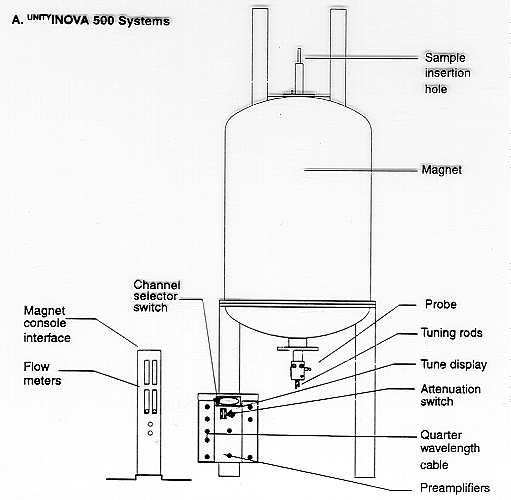 A. UNITYINOVA 500 Systems
Sample
insertion
hole
Magnet
Channel
selector
switch
Magnet
console
interface
Flow
meters
Probe
Tuning rods
Tune display
Attenuation
switch
Quarter
wavelength
cable
Preamplifiers